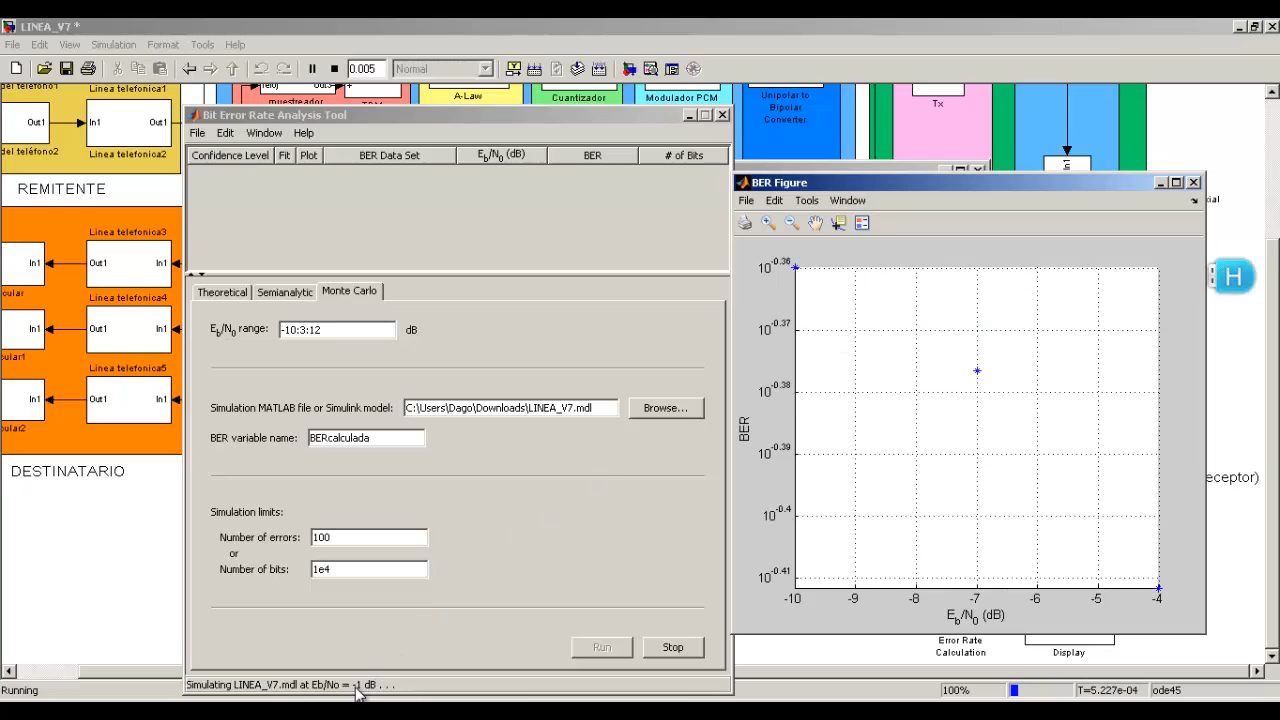 LINEA_V7 *
File Edit View Simulation Format Tools Help
0.005 Normal
del telefono1
Linea telefonica1
Out1 In1 Out1
del teléfono2
Linea telefonica2
REMITENTE
Linea telefonica3
In1 Out1 In1
cular
Linea telefonica4
In1 Out1 In1
cular1
Linea telefonica5
In1 Out1 In1
cular2
DESTINATARIO
muestreador
TDM
A-Law
Cuantizador
Modulador PCM
Unipolar to
Bipolar
Converter
Tx
In1
eceptor)
Error Rate
Calculation
Display
Bit Error Rate Analysis Tool
File Edit Window Help
Confidence Level Fit Plot BER Data Set Eb/N0 (dB) BER # of Bits
Theoretical Semianalytic Monte Carlo
Eb/N0 range: -10:3:12 dB
Simulation MATLAB file or Simulink model: C:\Users\Dago\Downloads\LINEA_V7.mdl Browse...
BER variable name: BERcalculada
Simulation limits:
Number of errors: 100
or
Number of bits: 1e4
Run Stop
Simulating LINEA_V7.mdl at Eb/No = -1 dB . . .
BER Figure
File Edit Tools Window
10^-0.36
10^-0.37
10^-0.38
10^-0.39
10^-0.4
10^-0.41
BER
-10 -9 -8 -7 -6 -5 -4
Eb/N0 (dB)
H
Running 100% T=5.227e-04 ode45